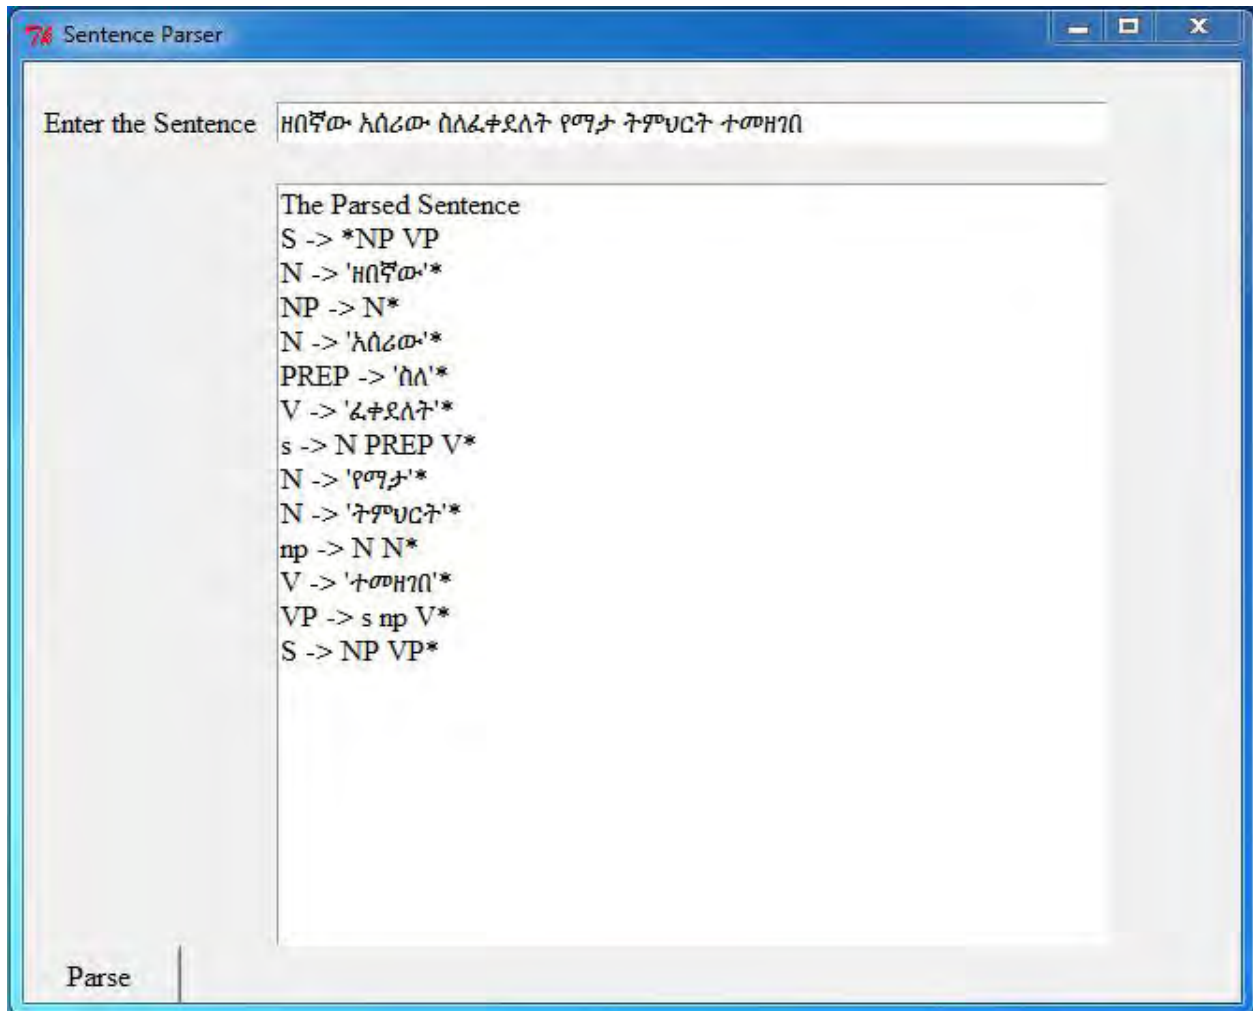 Sentence Parser
Enter the Sentence ዘበኛው አሰሪው ስለፈቀደለት የማታ ትምህርት ተመዘገበ
The Parsed Sentence
S -> *NP VP
N -> 'ዘበኛው'*
NP -> N*
N -> 'አሰሪው'*
PREP -> 'ስለ'*
V -> 'ፈቀደለት'*
s -> N PREP V*
N -> 'የማታ'*
N -> 'ትምህርት'*
np -> N N*
V -> 'ተመዘገበ'*
VP -> s np V*
S -> NP VP*
Parse